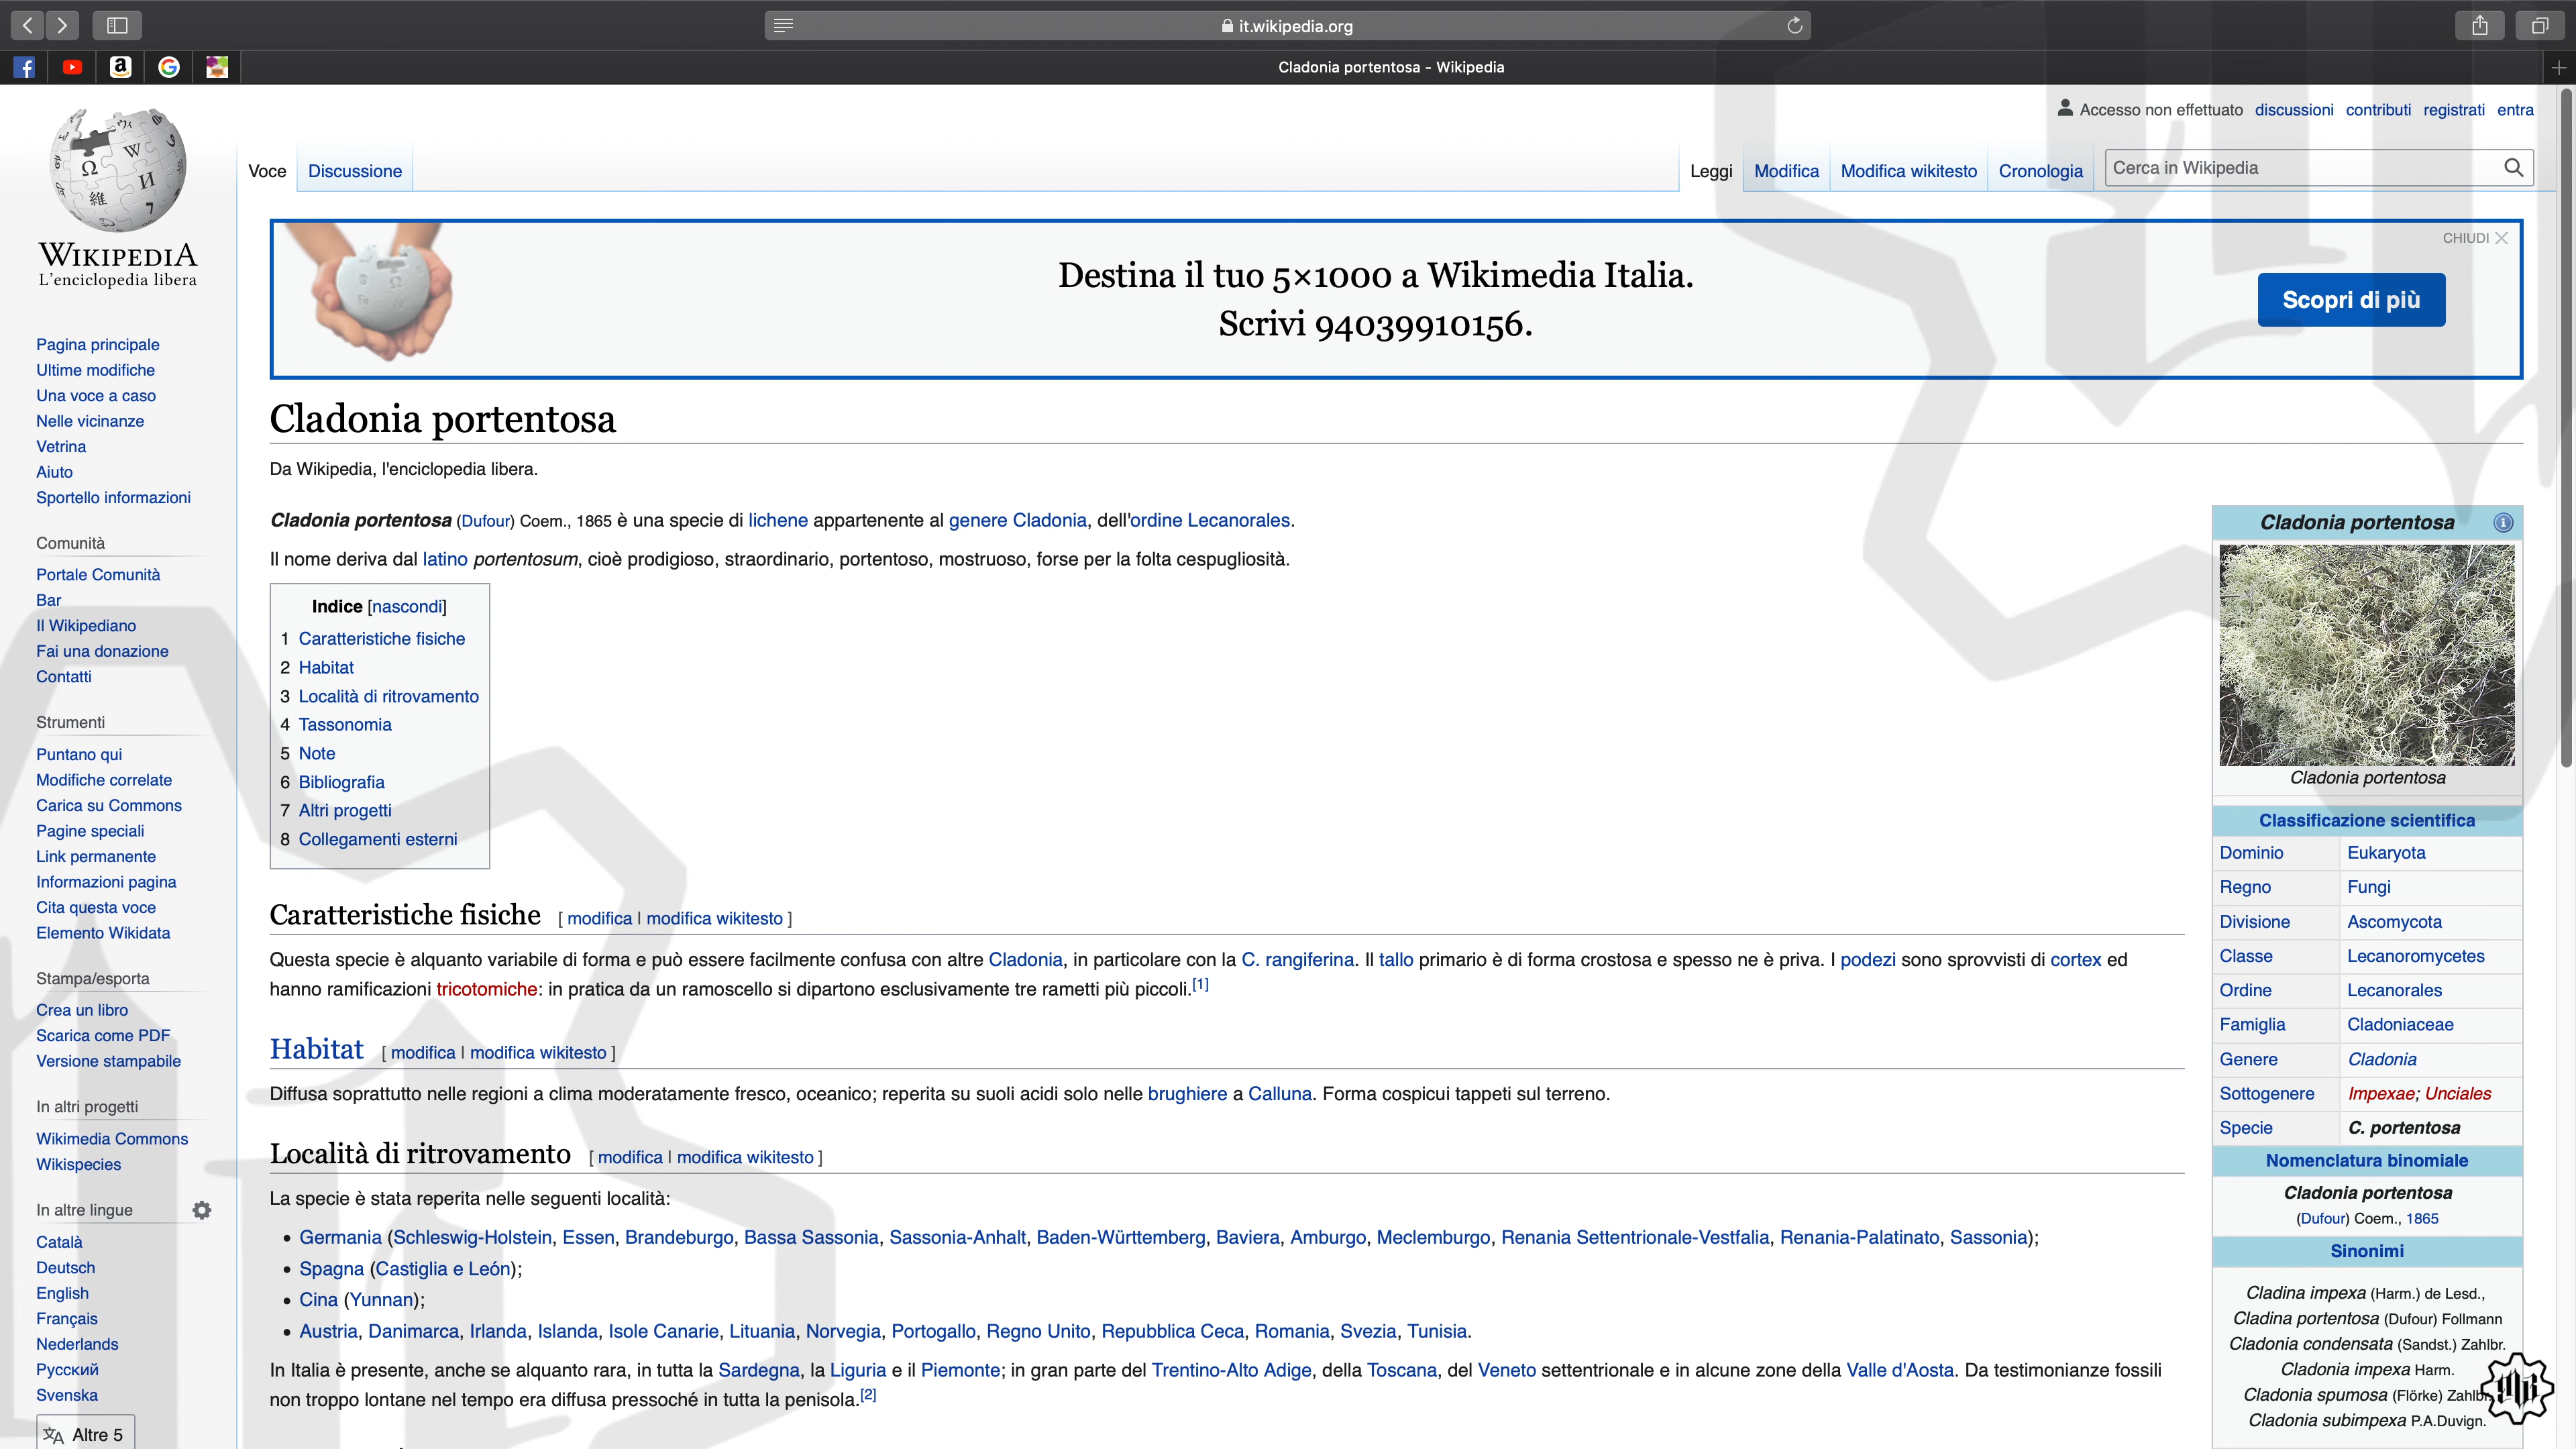 it.wikipedia.org
Cladonia portentosa - Wikipedia
Accesso non effettuato discussioni contributi registrati entra
Voce Discussione
Leggi Modifica Modifica wikitesto Cronologia Cerca in Wikipedia
WIKIPEDIA
L'enciclopedia libera
Pagina principale
Ultime modifiche
Una voce a caso
Nelle vicinanze
Vetrina
Aiuto
Sportello informazioni
Comunità
Portale Comunità
Bar
Il Wikipediano
Fai una donazione
Contatti
Strumenti
Puntano qui
Modifiche correlate
Carica su Commons
Pagine speciali
Link permanente
Informazioni pagina
Cita questa voce
Elemento Wikidata
Stampa/esporta
Crea un libro
Scarica come PDF
Versione stampabile
In altri progetti
Wikimedia Commons
Wikispecies
In altre lingue
Català
Deutsch
English
Français
Nederlands
Русский
Svenska
Altre 5
CHIUDI
Destina il tuo 5×1000 a Wikimedia Italia.
Scrivi 94039910156.
Scopri di più
Cladonia portentosa
Da Wikipedia, l'enciclopedia libera.
Cladonia portentosa (Dufour) Coem., 1865 è una specie di lichene appartenente al genere Cladonia, dell'ordine Lecanorales.
Il nome deriva dal latino portentosum, cioè prodigioso, straordinario, portentoso, mostruoso, forse per la folta cespugliosità.
Indice [nascondi]
1 Caratteristiche fisiche
2 Habitat
3 Località di ritrovamento
4 Tassonomia
5 Note
6 Bibliografia
7 Altri progetti
8 Collegamenti esterni
Caratteristiche fisiche [ modifica | modifica wikitesto ]
Questa specie è alquanto variabile di forma e può essere facilmente confusa con altre Cladonia, in particolare con la C. rangiferina. Il tallo primario è di forma crostosa e spesso ne è priva. I podezi sono sprovvisti di cortex ed
hanno ramificazioni tricotomiche: in pratica da un ramoscello si dipartono esclusivamente tre rametti più piccoli.[1]
Habitat [ modifica | modifica wikitesto ]
Diffusa soprattutto nelle regioni a clima moderatamente fresco, oceanico; reperita su suoli acidi solo nelle brughiere a Calluna. Forma cospicui tappeti sul terreno.
Località di ritrovamento [ modifica | modifica wikitesto ]
La specie è stata reperita nelle seguenti località:
• Germania (Schleswig-Holstein, Essen, Brandeburgo, Bassa Sassonia, Sassonia-Anhalt, Baden-Württemberg, Baviera, Amburgo, Meclemburgo, Renania Settentrionale-Vestfalia, Renania-Palatinato, Sassonia);
• Spagna (Castiglia e León);
• Cina (Yunnan);
• Austria, Danimarca, Irlanda, Islanda, Isole Canarie, Lituania, Norvegia, Portogallo, Regno Unito, Repubblica Ceca, Romania, Svezia, Tunisia.
In Italia è presente, anche se alquanto rara, in tutta la Sardegna, la Liguria e il Piemonte; in gran parte del Trentino-Alto Adige, della Toscana, del Veneto settentrionale e in alcune zone della Valle d'Aosta. Da testimonianze fossili
non troppo lontane nel tempo era diffusa pressoché in tutta la penisola.[2]
Cladonia portentosa
Cladonia portentosa
Classificazione scientifica
Dominio Eukaryota
Regno Fungi
Divisione Ascomycota
Classe Lecanoromycetes
Ordine Lecanorales
Famiglia Cladoniaceae
Genere Cladonia
Sottogenere Impexae; Unciales
Specie C. portentosa
Nomenclatura binomiale
Cladonia portentosa
(Dufour) Coem., 1865
Sinonimi
Cladina impexa (Harm.) de Lesd.,
Cladina portentosa (Dufour) Follmann
Cladonia condensata (Sandst.) Zahlbr.
Cladonia impexa Harm.
Cladonia spumosa (Flörke)
Cladonia subimpexa P.A.Duvign.